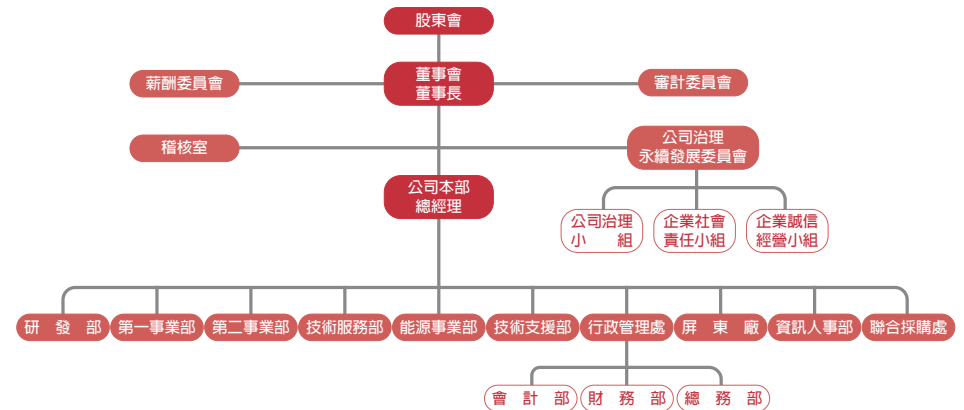 股東會
董事會
董事長
薪酬委員會
審計委員會
稽核室
公司治理
永續發展委員會
公司本部
總經理
公司治理
小　組
企業社會
責任小組
企業誠信
經營小組
研 發 部
第一事業部
第二事業部
技術服務部
能源事業部
技術支援部
行政管理處
屏 東 廠
資訊人事部
聯合採購處
會 計 部
財 務 部
總 務 部